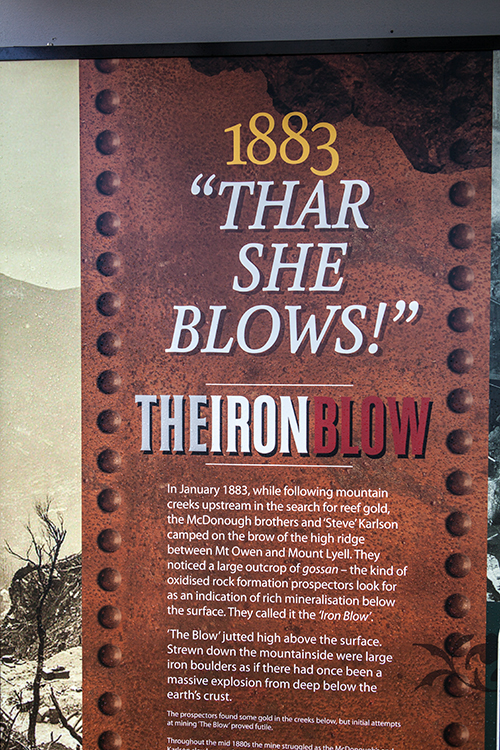 1883
“THAR
SHE
BLOWS!”
THEIRONBLOW
In January 1883, while following mountain
creeks upstream in the search for reef gold,
the McDonough brothers and ‘Steve’ Karlson
camped on the brow of the high ridge
between Mt Owen and Mount Lyell. They
noticed a large outcrop of gossan – the kind of
oxidised rock formation prospectors look for
as an indication of rich mineralisation below
the surface. They called it the ‘Iron Blow’.
‘The Blow’ jutted high above the surface.
Strewn down the mountainside were large
iron boulders as if there had once been a
massive explosion from deep below the
earth’s crust.
The prospectors found some gold in the creeks below, but initial attempts
at mining ‘The Blow’ proved futile.
Throughout the mid 1880s the mine struggled as the McDonough